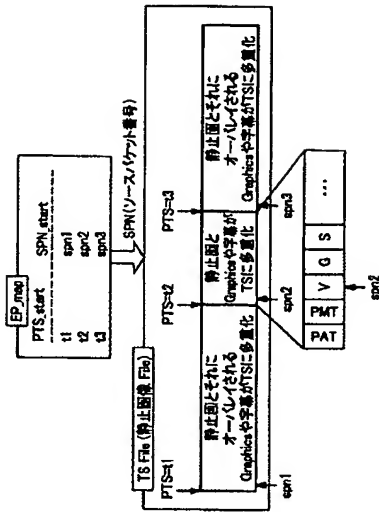 EP_map
PTS_start SPN_start
t1 spn1
t2 spn2
t3 spn3
SPN(ソースパケット番号)
TS File(静止画像 File)
PTS=t1
PTS=t2
PTS=t3
静止画とそれに
オーバレイされる
Graphicsや字幕がTSに多重化
静止画と
Graphicsや字幕が
TSに多重化
静止画とそれに
オーバレイされる
Graphicsや字幕がTSに多重化
spn1
spn2
spn3
PAT PMT V G S ...
spn2